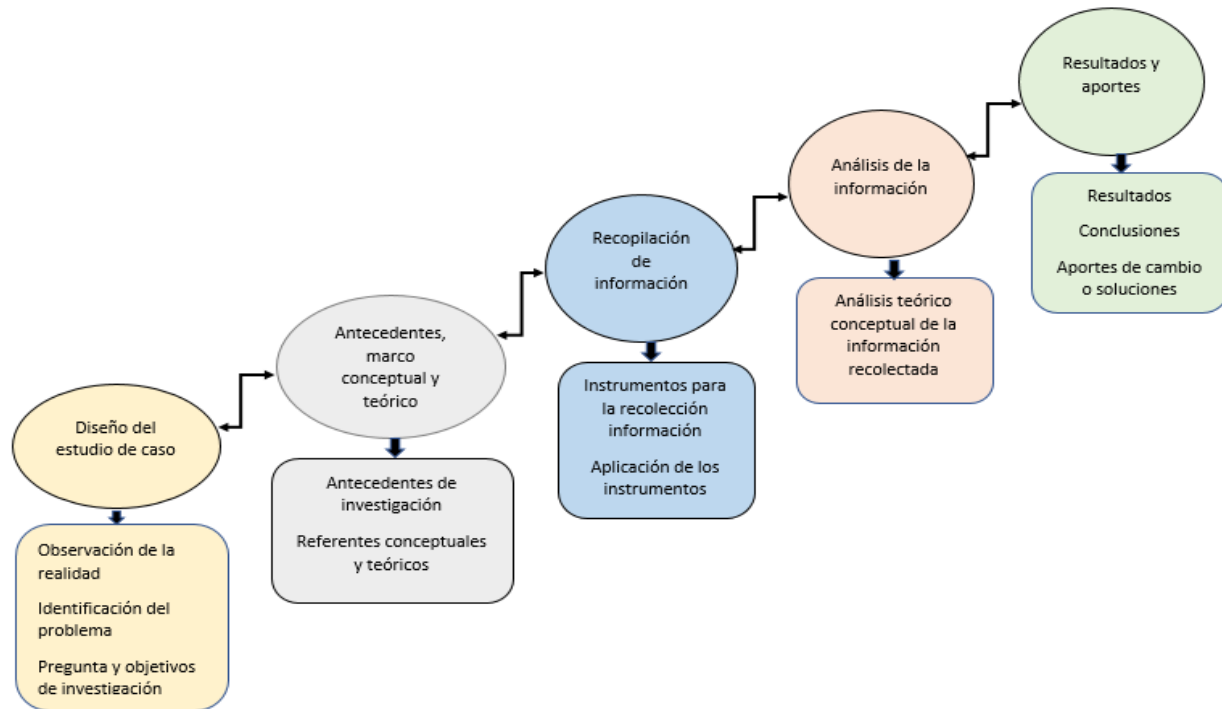 Diseño del
estudio de caso
Observación de la
realidad
Identificación del
problema
Pregunta y objetivos
de investigación
Antecedentes,
marco
conceptual y
teórico
Antecedentes de
investigación
Referentes conceptuales
y teóricos
Recopilación
de
información
Instrumentos para
la recolección
información
Aplicación de los
instrumentos
Análisis de la
información
Análisis teórico
conceptual de la
información
recolectada
Resultados y
aportes
Resultados
Conclusiones
Aportes de cambio
o soluciones